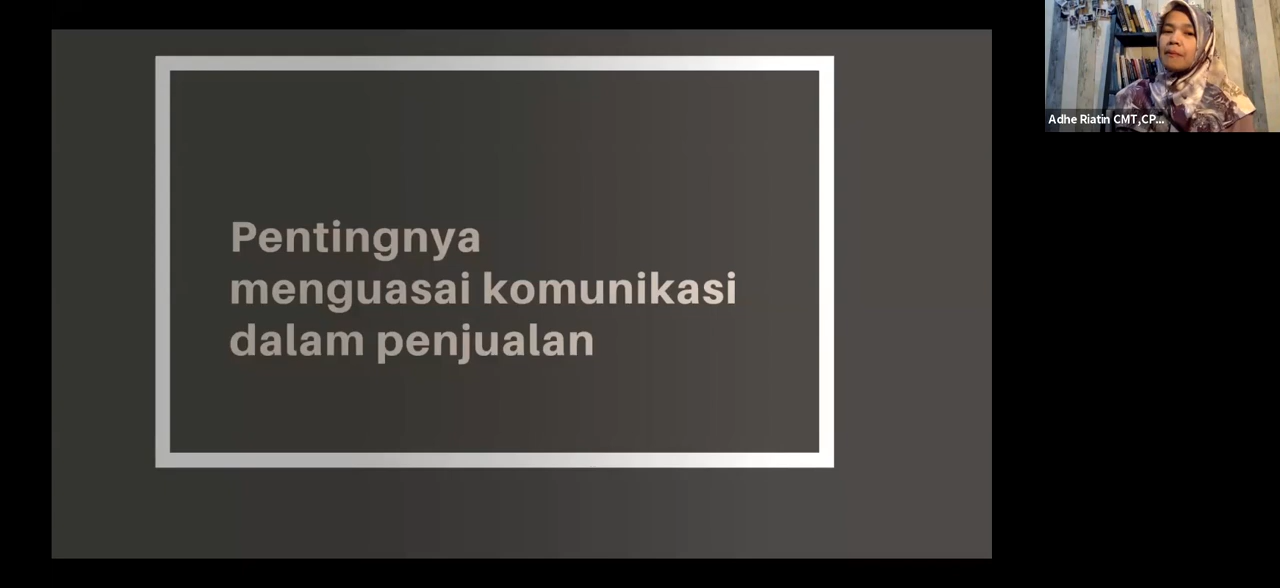 Pentingnya
menguasai komunikasi
dalam penjualan
Adhe Riatin CMT,CP...